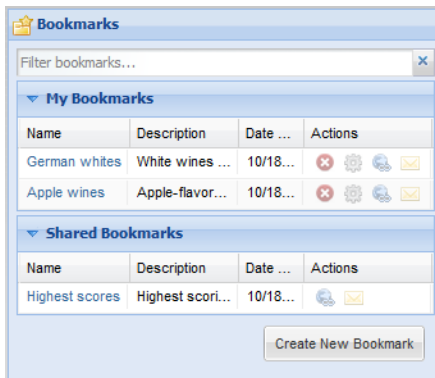 Bookmarks
Filter bookmarks...
My Bookmarks
Name Description Date ... Actions
German whites White wines ... 10/18...
Apple wines Apple-flavor... 10/18...
Shared Bookmarks
Name Description Date ... Actions
Highest scores Highest scori... 10/18...
Create New Bookmark